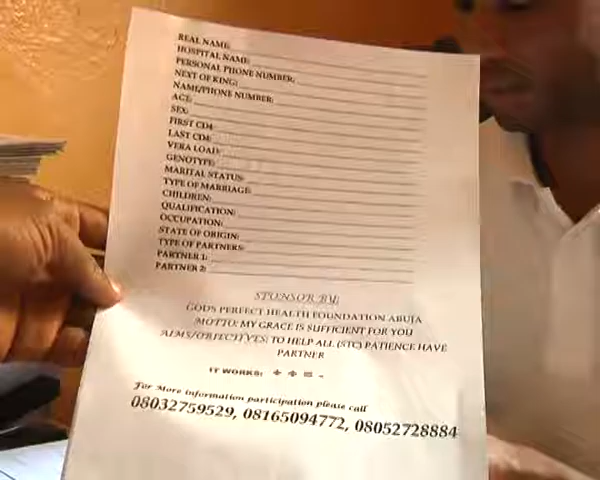 REAL NAME:
HOSPITAL NAME:
PERSONAL PHONE NUMBER:
NEXT OF KING:
NAME/PHONE NUMBER:
AGE:
SEX:
FIRST CD4:
LAST CD4:
VERA LOAD:
GENOTYPE:
MARITAL STATUS:
TYPE OF MARRIAGE:
CHILDREN:
QUALIFICATION:
OCCUPATION:
STATE OF ORIGIN:
TYPE OF PARTNERS:
PARTNER 1:
PARTNER 2:
SPONSOR BY:
GOD'S PERFECT HEALTH FOUNDATION ABUJA
MOTTO: MY GRACE IS SUFFICIENT FOR YOU
AIMS/OBJECTIVES: TO HELP ALL (STC) PATIENCE HAVE
PARTNER
IT WORKS: + + = -
For More information participation please call
08032759529, 08165094772, 08052728884